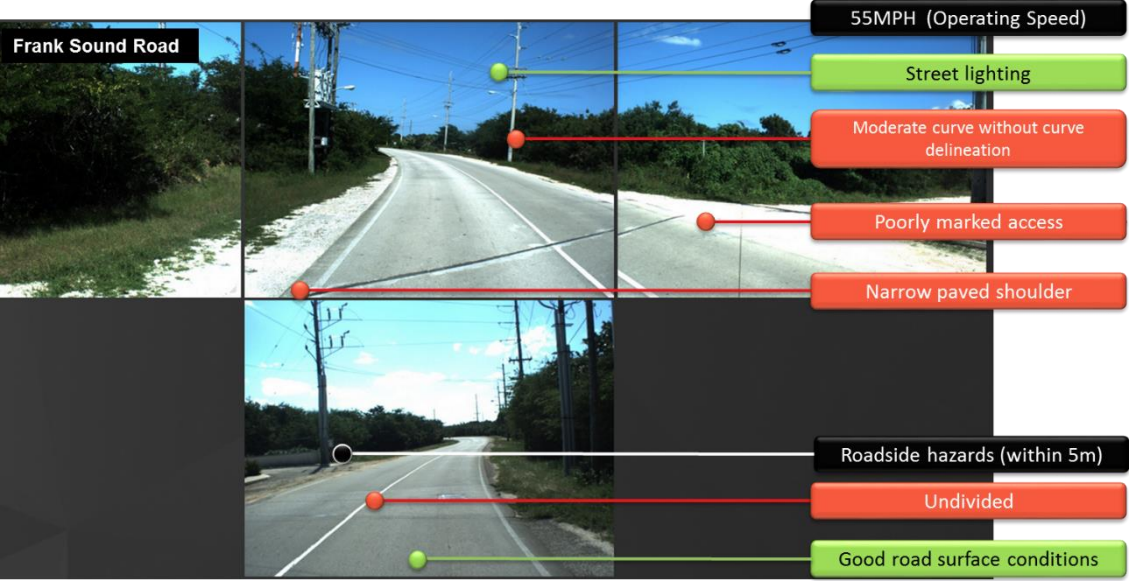 Frank Sound Road
55MPH (Operating Speed)
Street lighting
Moderate curve without curve
delineation
Poorly marked access
Narrow paved shoulder
Roadside hazards (within 5m)
Undivided
Good road surface conditions